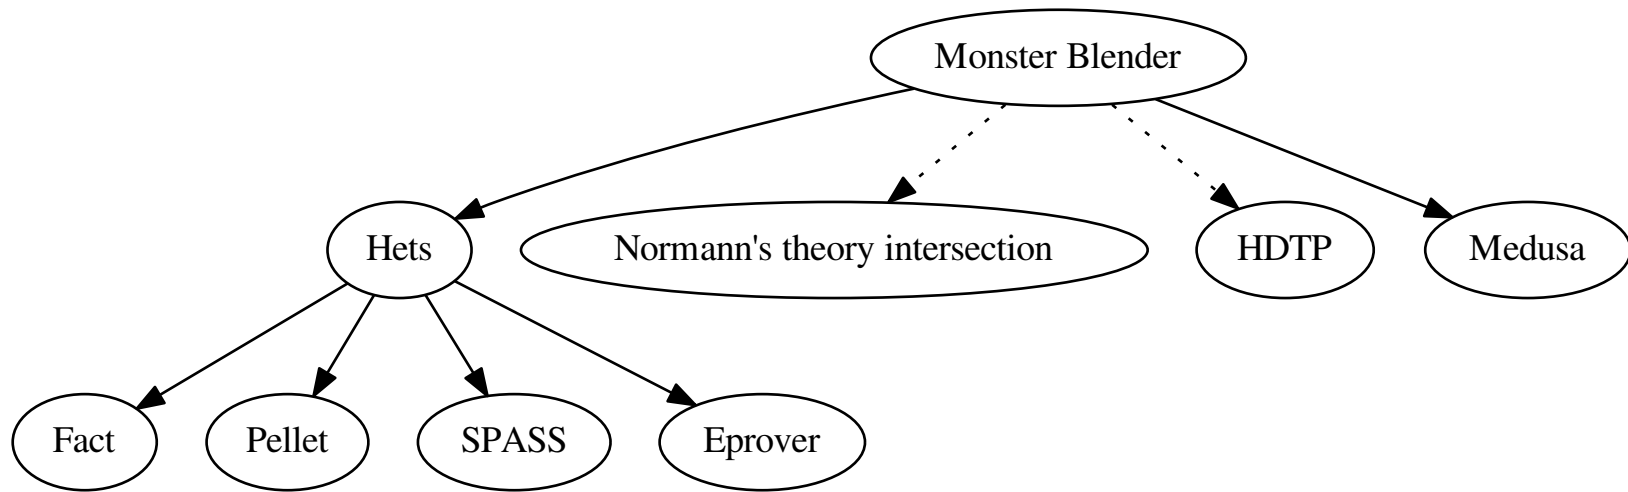 Monster Blender
Hets
Normann's theory intersection
HDTP
Medusa
Fact
Pellet
SPASS
Eprover